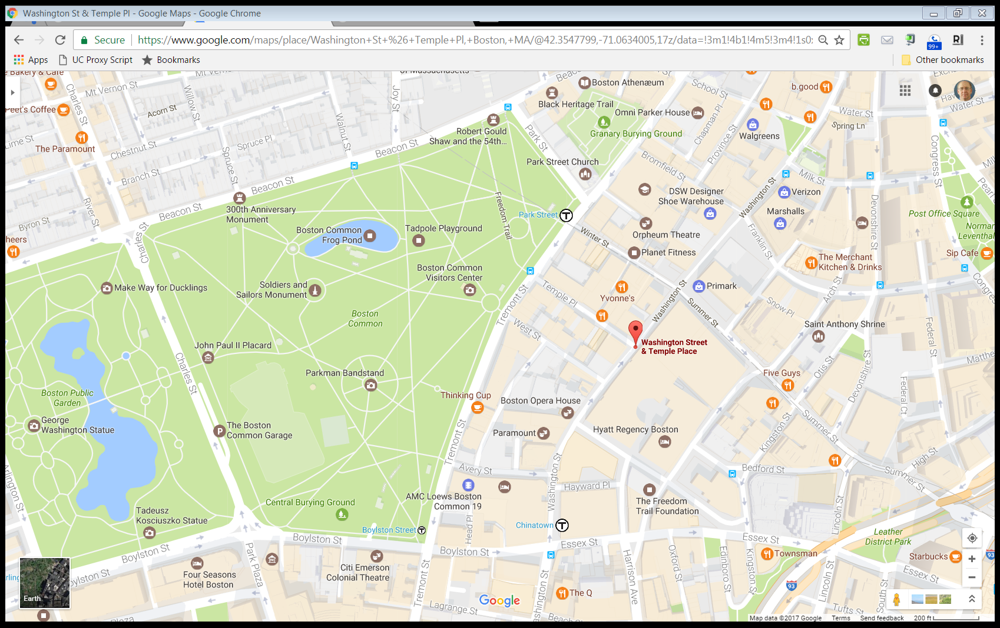 Washington St & Temple Pl - Google Maps - Google Chrome
Secure
https://www.google.com/maps/place/Washington+St+%26+Temple+Pl,+Boston,+MA/@42.3547799,-71.0634005,17z/data=!3m1!4b1!4m5!3m4!1s0x
99+
Apps
UC Proxy Script
Bookmarks
Other bookmarks
e Bakery & Cafe
Mt Vernon St
Mt Vernon St
of Massachusetts
Beacon
Boston Athenæum
School St
b.good
Charles St
Willow St
Joy St
Black Heritage Trail
Peet's Coffee
Acorn St
Omni Parker House
Chapman Pl
Water St
Water St
Spring Ln
Walnut St
Robert Gould
Shaw and the 54th...
Park St
Granary Burying Ground
Walgreens
Province St
Congress St
Lime St
The Paramount
Chestnut St
Spruce Pl
Spruce St
Beacon St
Park Street Church
Bromfield St
Milk St
Branch St
Beacon St
DSW Designer
Shoe Warehouse
Washington St
Verizon
Pearl
River St
Beacon St
300th Anniversary
Monument
Freedom Trail
Park Street
Marshalls
Devonshire St
Post Office Square
Byron St
Boston Common
Frog Pond
Tadpole Playground
Winter St
Orpheum Theatre
Franklin St
Norman
Leventhal
heers
Charles St
Planet Fitness
The Merchant
Kitchen & Drinks
Sip Cafe
Boston Common
Visitors Center
Make Way for Ducklings
Soldiers and
Sailors Monument
Temple Pl
Yvonne's
Washington St
Primark
Arch St
Congress
Boston
Common
Tremont St
West St
Summer St
Snow Pl
Saint Anthony Shrine
Federal St
John Paul II Placard
Washington Street
& Temple Place
Charles St
Parkman Bandstand
Five Guys
Otis St
Devonshire St
Matthe
Boston Public
Garden
Thinking Cup
Boston Opera House
Federal Ct
George
Washington Statue
The Boston
Common Garage
Tremont St
Paramount
Hyatt Regency Boston
Kingston St
Summer St
Arlington St
Avery St
Washington St
Bedford St
High St
Summer St
AMC Loews Boston
Common 19
Hayward Pl
The Freedom
Trail Foundation
Central Burying Ground
Tadeusz
Kosciuszko Statue
Head Pl
Chinatown
Lincoln St
Boylston Street
Boylston St
Essex St
Essex St
Leather
District Park
Boylston St
Park Plaza
Boylston St
Townsman
Starbucks
93
Four Seasons
Hotel Boston
Citi Emerson
Colonial Theatre
Tremont St
Harrison Ave
Oxford St
Edinboro St
Kingston St
Essex St
Boylston St
Earth
Washington St
The Q
93
Lincoln St
South St
Google
Lagrange St
Beach St
Tufts St
Plaza
Map data ©2017 Google
Terms
Send feedback
200 ft